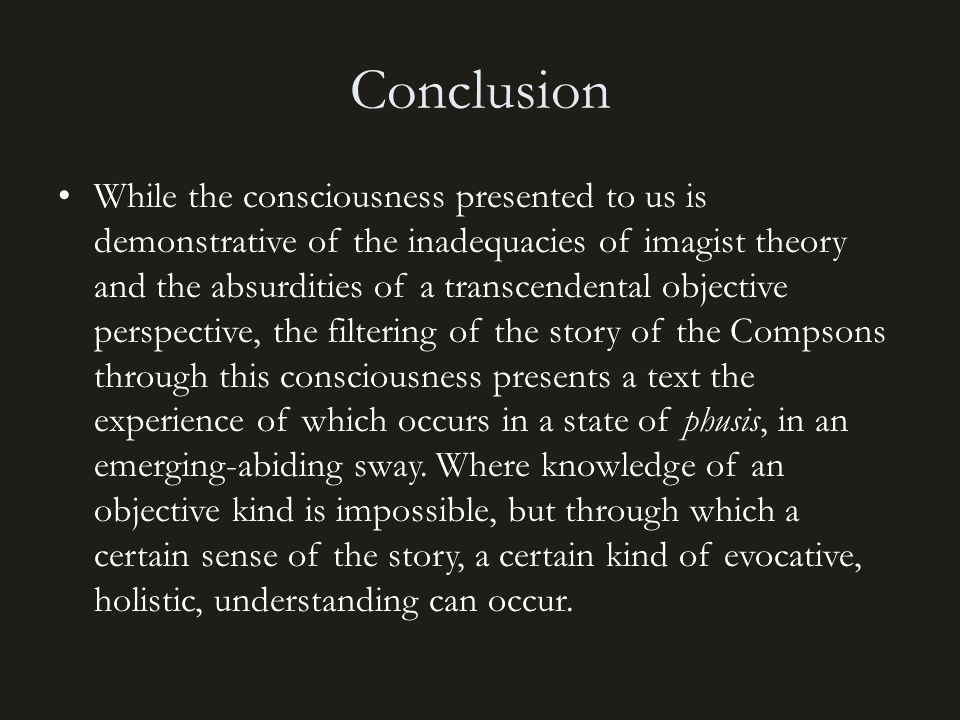 Conclusion
• While the consciousness presented to us is
demonstrative of the inadequacies of imagist theory
and the absurdities of a transcendental objective
perspective, the filtering of the story of the Compsons
through this consciousness presents a text the
experience of which occurs in a state of phusis, in an
emerging-abiding sway. Where knowledge of an
objective kind is impossible, but through which a
certain sense of the story, a certain kind of evocative,
holistic, understanding can occur.